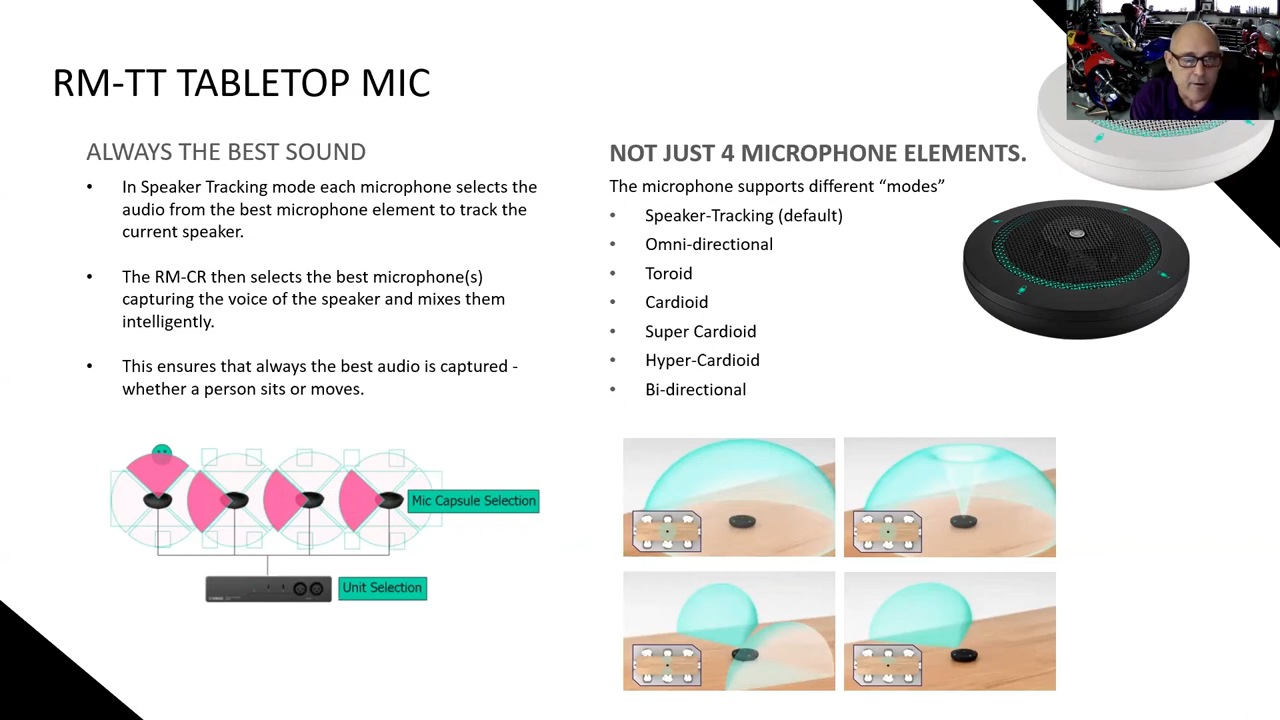 RM-TT TABLETOP MIC
ALWAYS THE BEST SOUND
• In Speaker Tracking mode each microphone selects the
audio from the best microphone element to track the
current speaker.
• The RM-CR then selects the best microphone(s)
capturing the voice of the speaker and mixes them
intelligently.
• This ensures that always the best audio is captured -
whether a person sits or moves.
Mic Capsule Selection
Unit Selection
NOT JUST 4 MICROPHONE ELEMENTS.
The microphone supports different “modes”
• Speaker-Tracking (default)
• Omni-directional
• Toroid
• Cardioid
• Super Cardioid
• Hyper-Cardioid
• Bi-directional